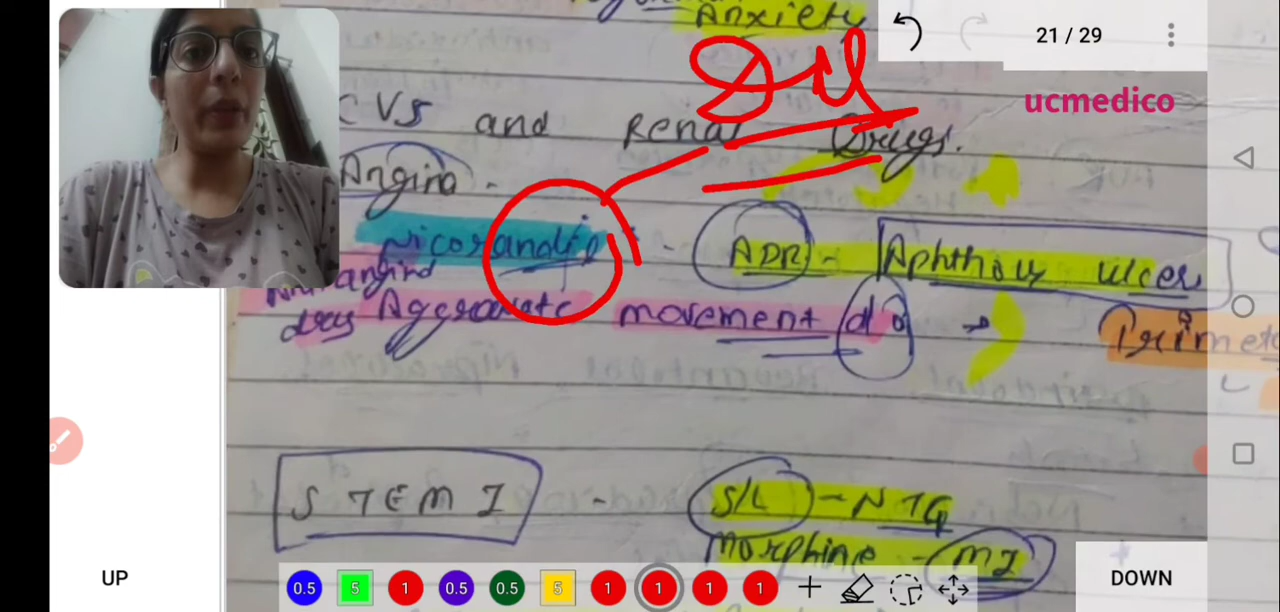 Anxiety
21 / 29
ucmedico
CVS and Renal Drugs.
Angina -
Nicorandil - ADR - Aphthous ulcer
Antiangina
drug Aggravate movement d/o →
STEMI - S/L - NTG
Morphine - MI
UP
0.5 5 1 0.5 0.5 5 1 1 1 1
DOWN